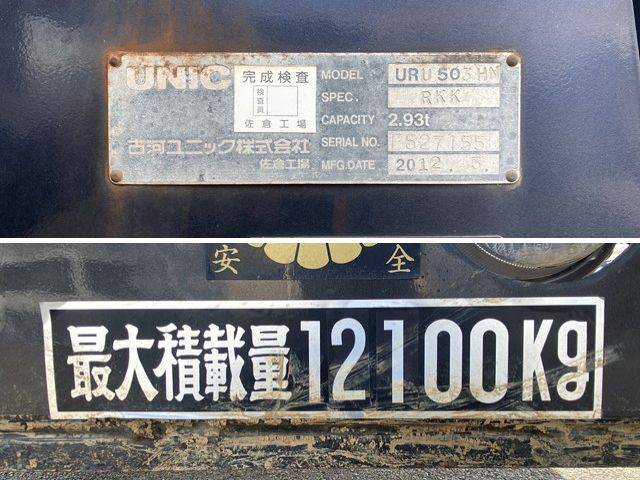 UNIC
完成検査
検査員
佐倉工場
古河ユニック株式会社
佐倉工場
MODEL URU503HN
SPEC. RKK
CAPACITY 2.93t
SERIAL NO.
MFG.DATE 2012. 5.
安全
最大積載量12100Kg